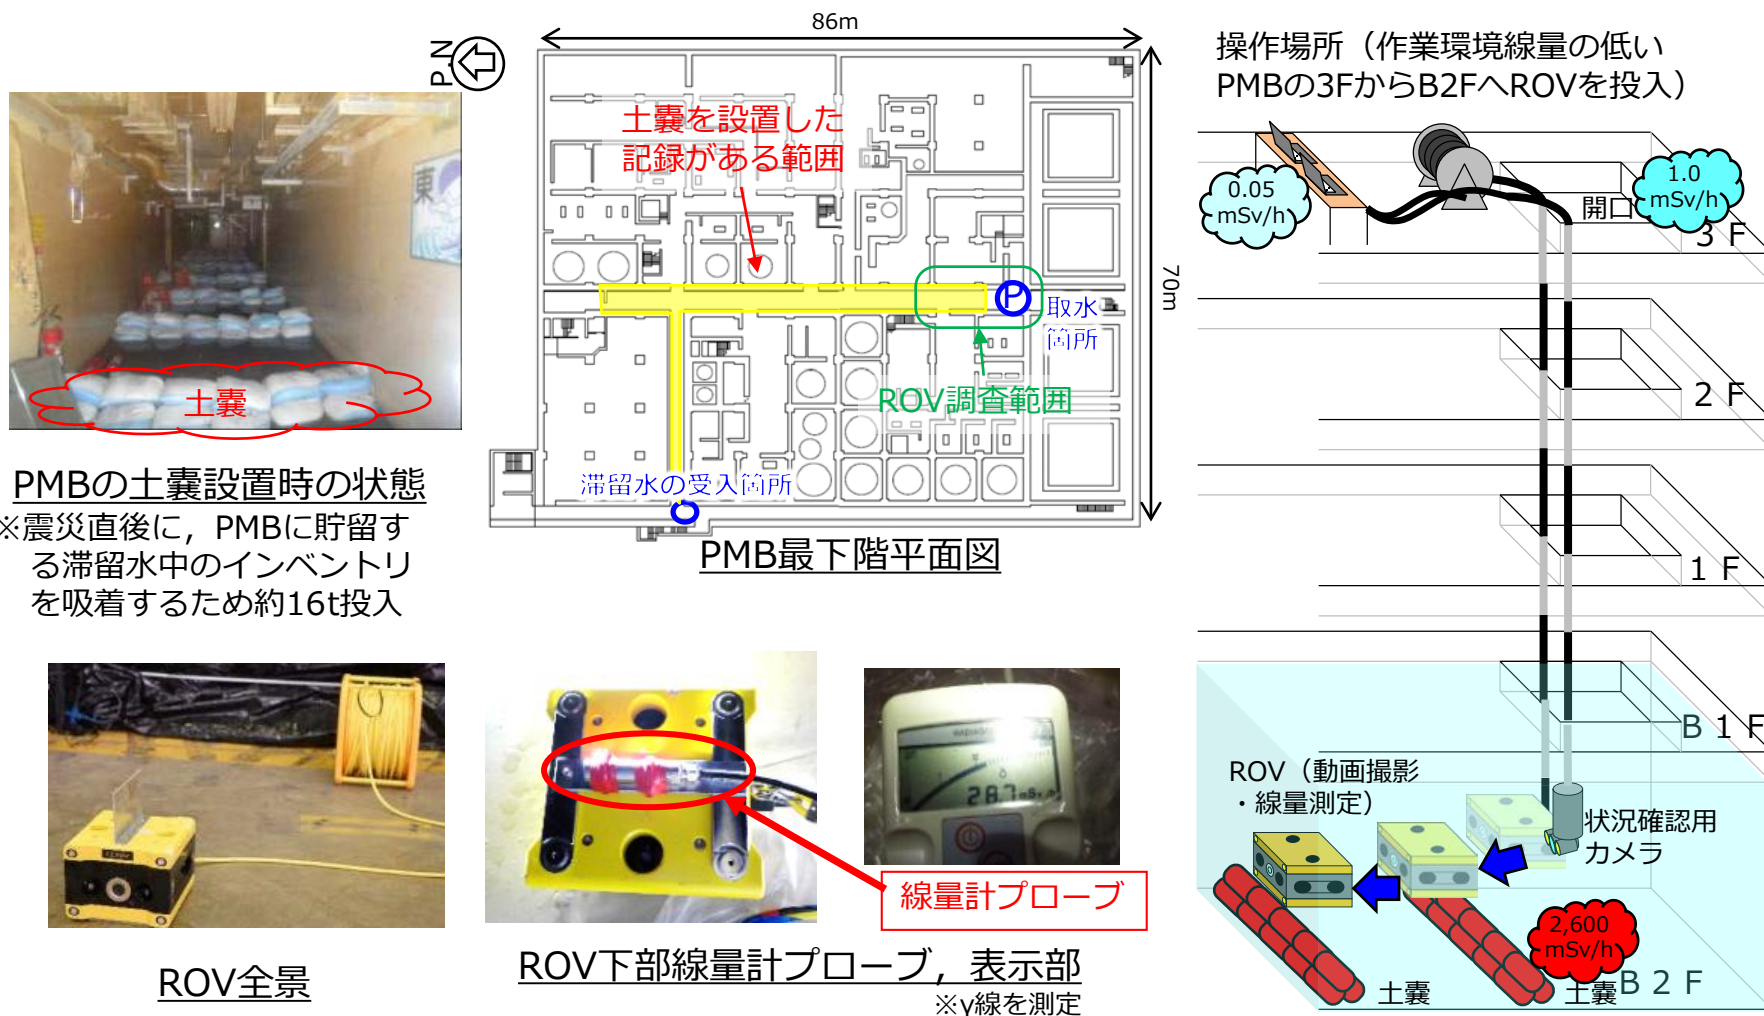 86m
P.N
70m
土嚢を設置した
記録がある範囲
P
取水
箇所
ROV調査範囲
滞留水の受入箇所
PMB最下階平面図
東
土嚢
PMBの土嚢設置時の状態
※震災直後に，PMBに貯留す
る滞留水中のインベントリ
を吸着するため約16t投入
ROV全景
28.7 mSv/h
線量計プローブ
ROV下部線量計プローブ，表示部
※γ線を測定
操作場所（作業環境線量の低い
PMBの3FからB2FへROVを投入）
0.05
mSv/h
1.0
mSv/h
開口
3 F
2 F
1 F
B 1 F
ROV（動画撮影
・線量測定）
状況確認用
カメラ
2,600
mSv/h
土嚢
土嚢
B 2 F